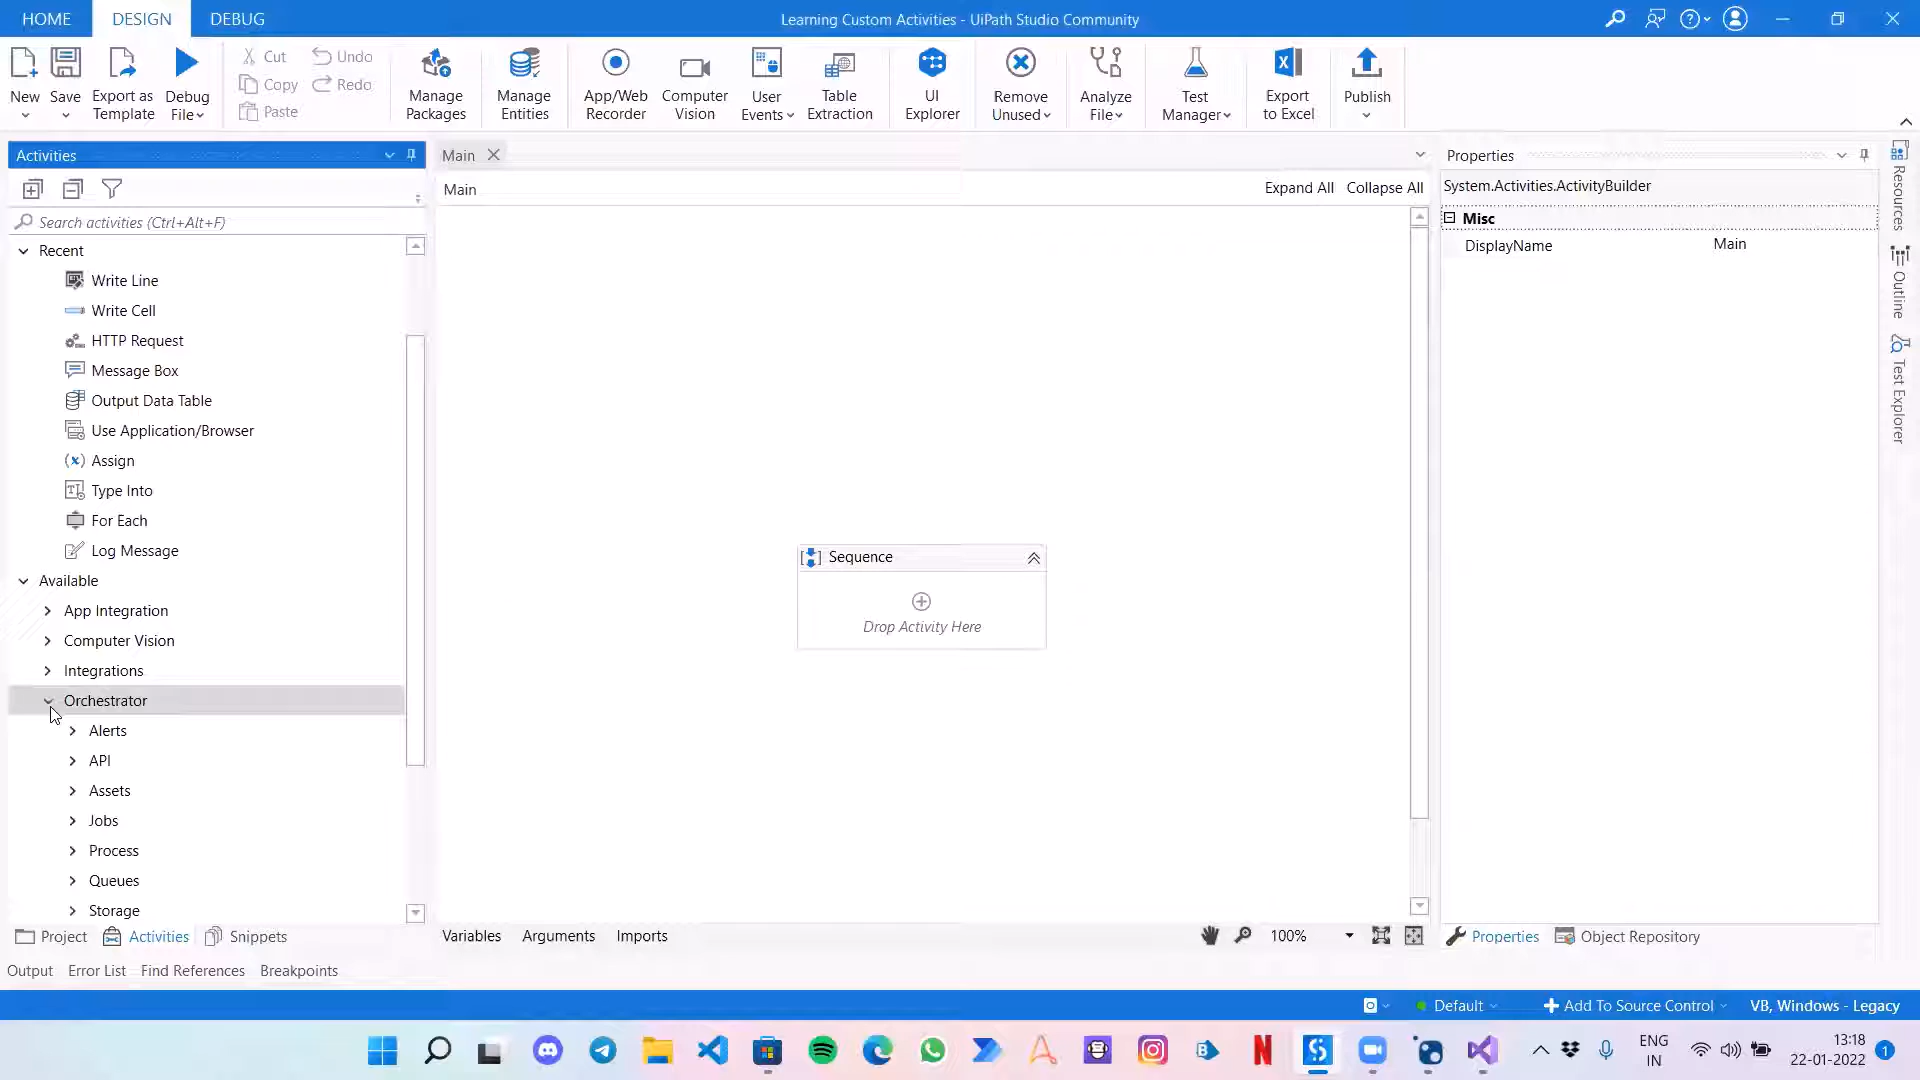 HOME
DESIGN
DEBUG
Learning Custom Activities - UiPath Studio Community
New
Save
Export as
Template
Debug
File
Cut
Copy
Paste
Undo
Redo
Manage
Packages
Manage
Entities
App/Web
Recorder
Computer
Vision
User
Events
Table
Extraction
UI
Explorer
Remove
Unused
Analyze
File
Test
Manager
Export
to Excel
Publish
Activities
Search activities (Ctrl+Alt+F)
Recent
Write Line
Write Cell
HTTP Request
Message Box
Output Data Table
Use Application/Browser
Assign
Type Into
For Each
Log Message
Available
App Integration
Computer Vision
Integrations
Orchestrator
Alerts
API
Assets
Jobs
Process
Queues
Storage
Project
Activities
Snippets
Main
Main
Expand All
Collapse All
Sequence
Drop Activity Here
Variables
Arguments
Imports
100%
Properties
System.Activities.ActivityBuilder
Misc
DisplayName
Main
Resources
Outline
Test Explorer
Properties
Object Repository
Output
Error List
Find References
Breakpoints
Default
Add To Source Control
VB, Windows - Legacy
ENG
IN
13:18
22-01-2022
1